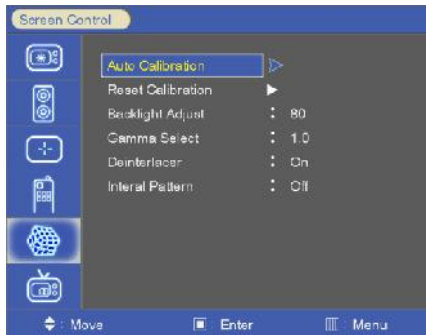 Screen Control
Auto Calibration
Reset Calibration
Backlight Adjust : 80
Gamma Select : 1.0
Deinterlacer : On
Interal Pattern : Off
: Move : Enter : Menu